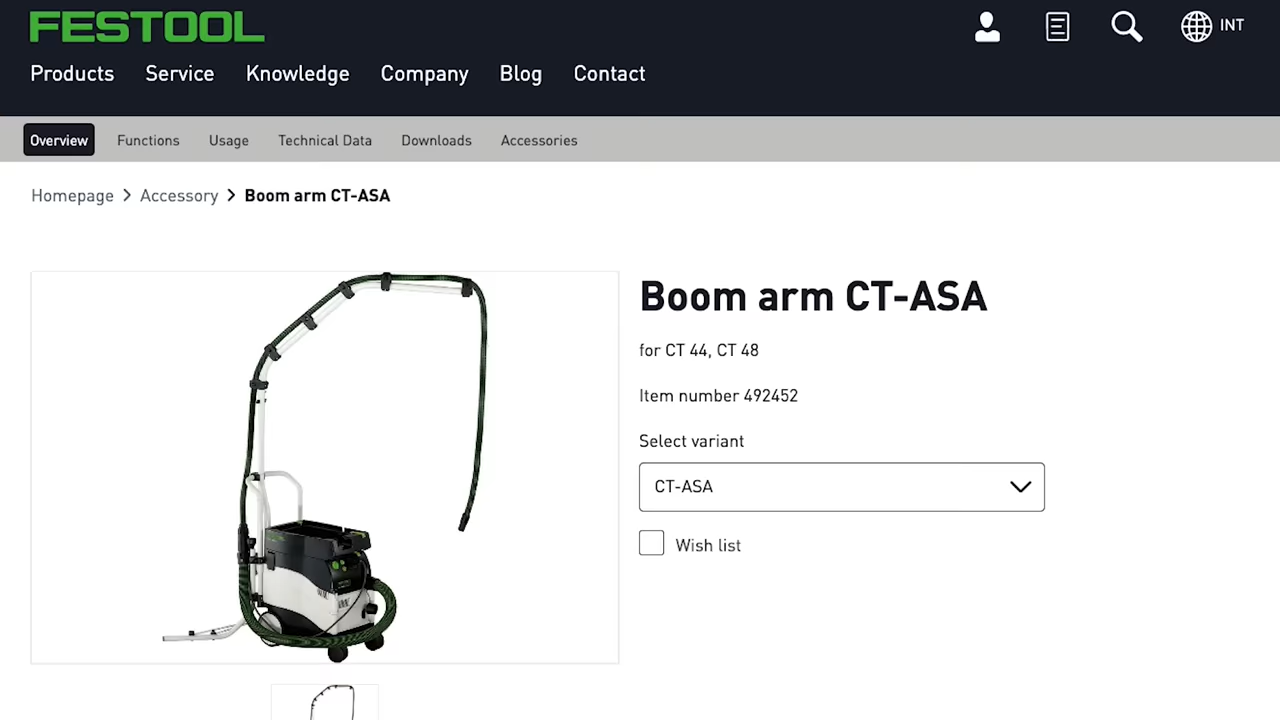 FESTOOL
INT
Products Service Knowledge Company Blog Contact
Overview Functions Usage Technical Data Downloads Accessories
Homepage > Accessory > Boom arm CT-ASA
Boom arm CT-ASA
for CT 44, CT 48
Item number 492452
Select variant
CT-ASA
Wish list